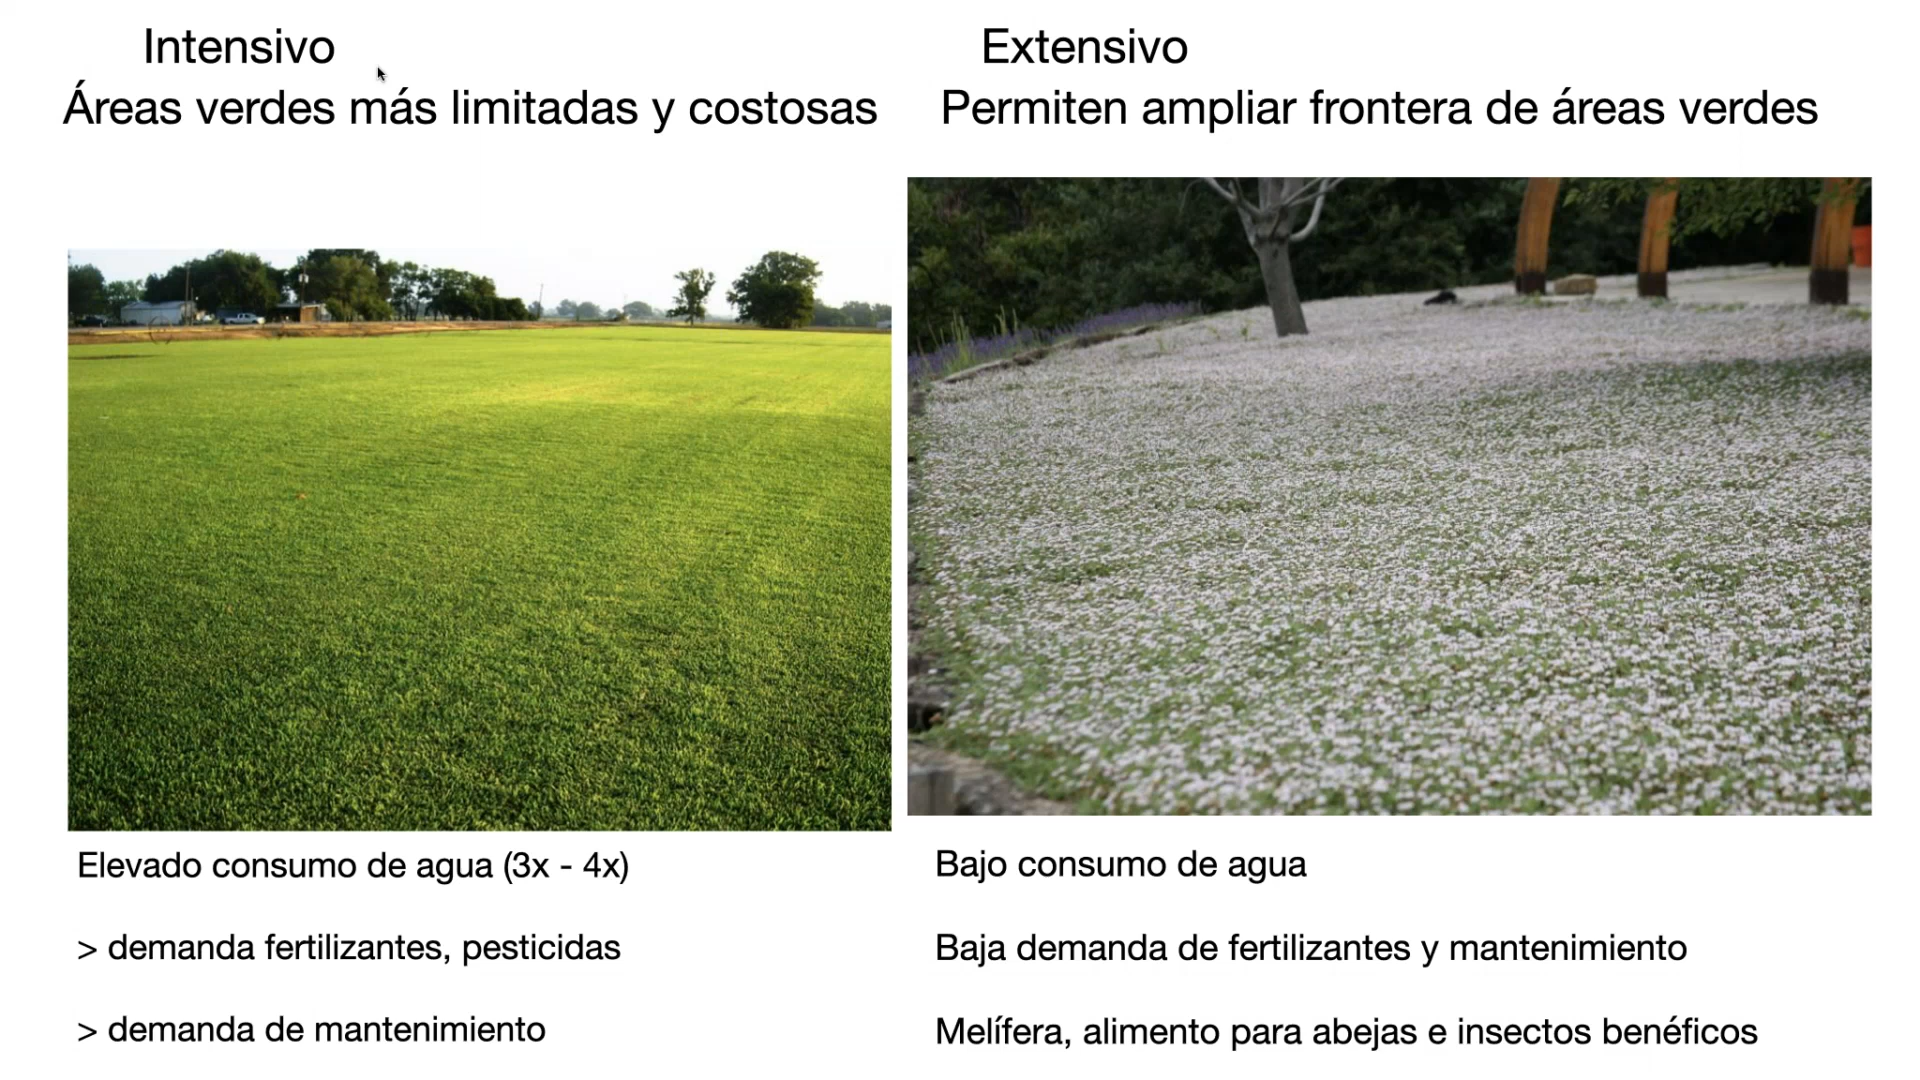 Intensivo
Áreas verdes más limitadas y costosas
Elevado consumo de agua (3x - 4x)
> demanda fertilizantes, pesticidas
> demanda de mantenimiento
Extensivo
Permiten ampliar frontera de áreas verdes
Bajo consumo de agua
Baja demanda de fertilizantes y mantenimiento
Melífera, alimento para abejas e insectos benéficos